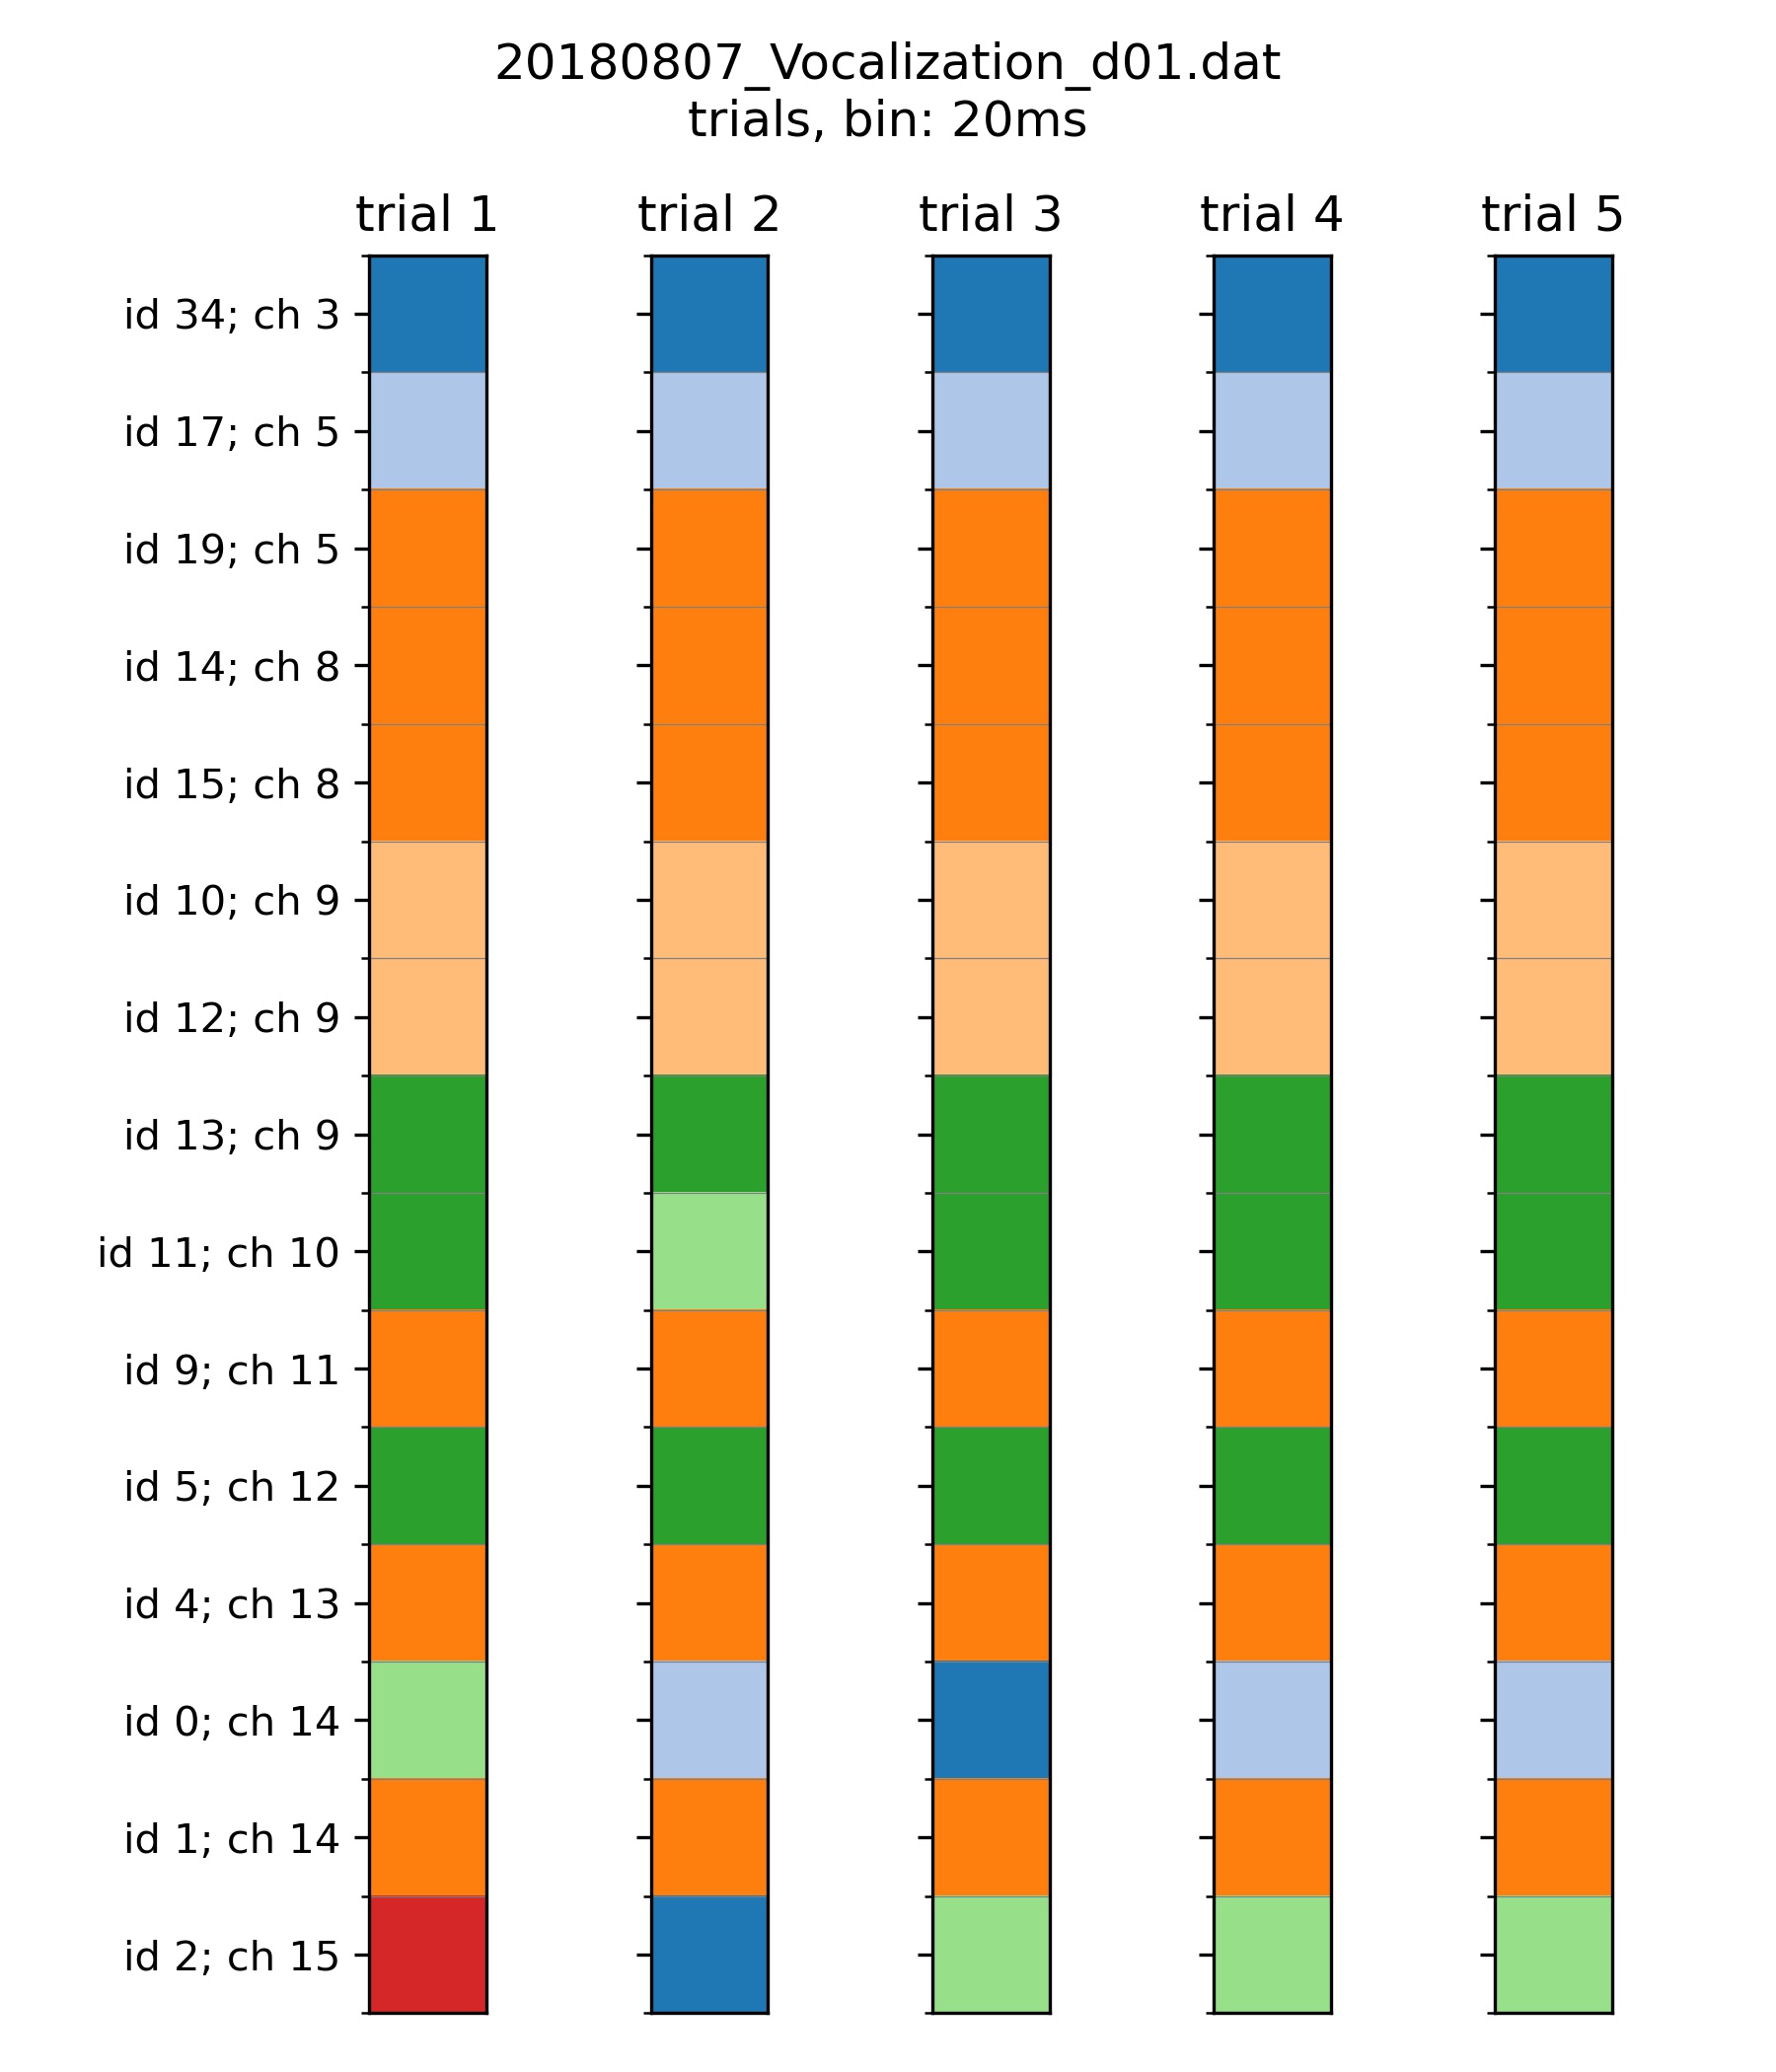 20180807_Vocalization_d01.dat
trials, bin: 20ms
trial 1 trial 2 trial 3 trial 4 trial 5
id 34; ch 3
id 17; ch 5
id 19; ch 5
id 14; ch 8
id 15; ch 8
id 10; ch 9
id 12; ch 9
id 13; ch 9
id 11; ch 10
id 9; ch 11
id 5; ch 12
id 4; ch 13
id 0; ch 14
id 1; ch 14
id 2; ch 15